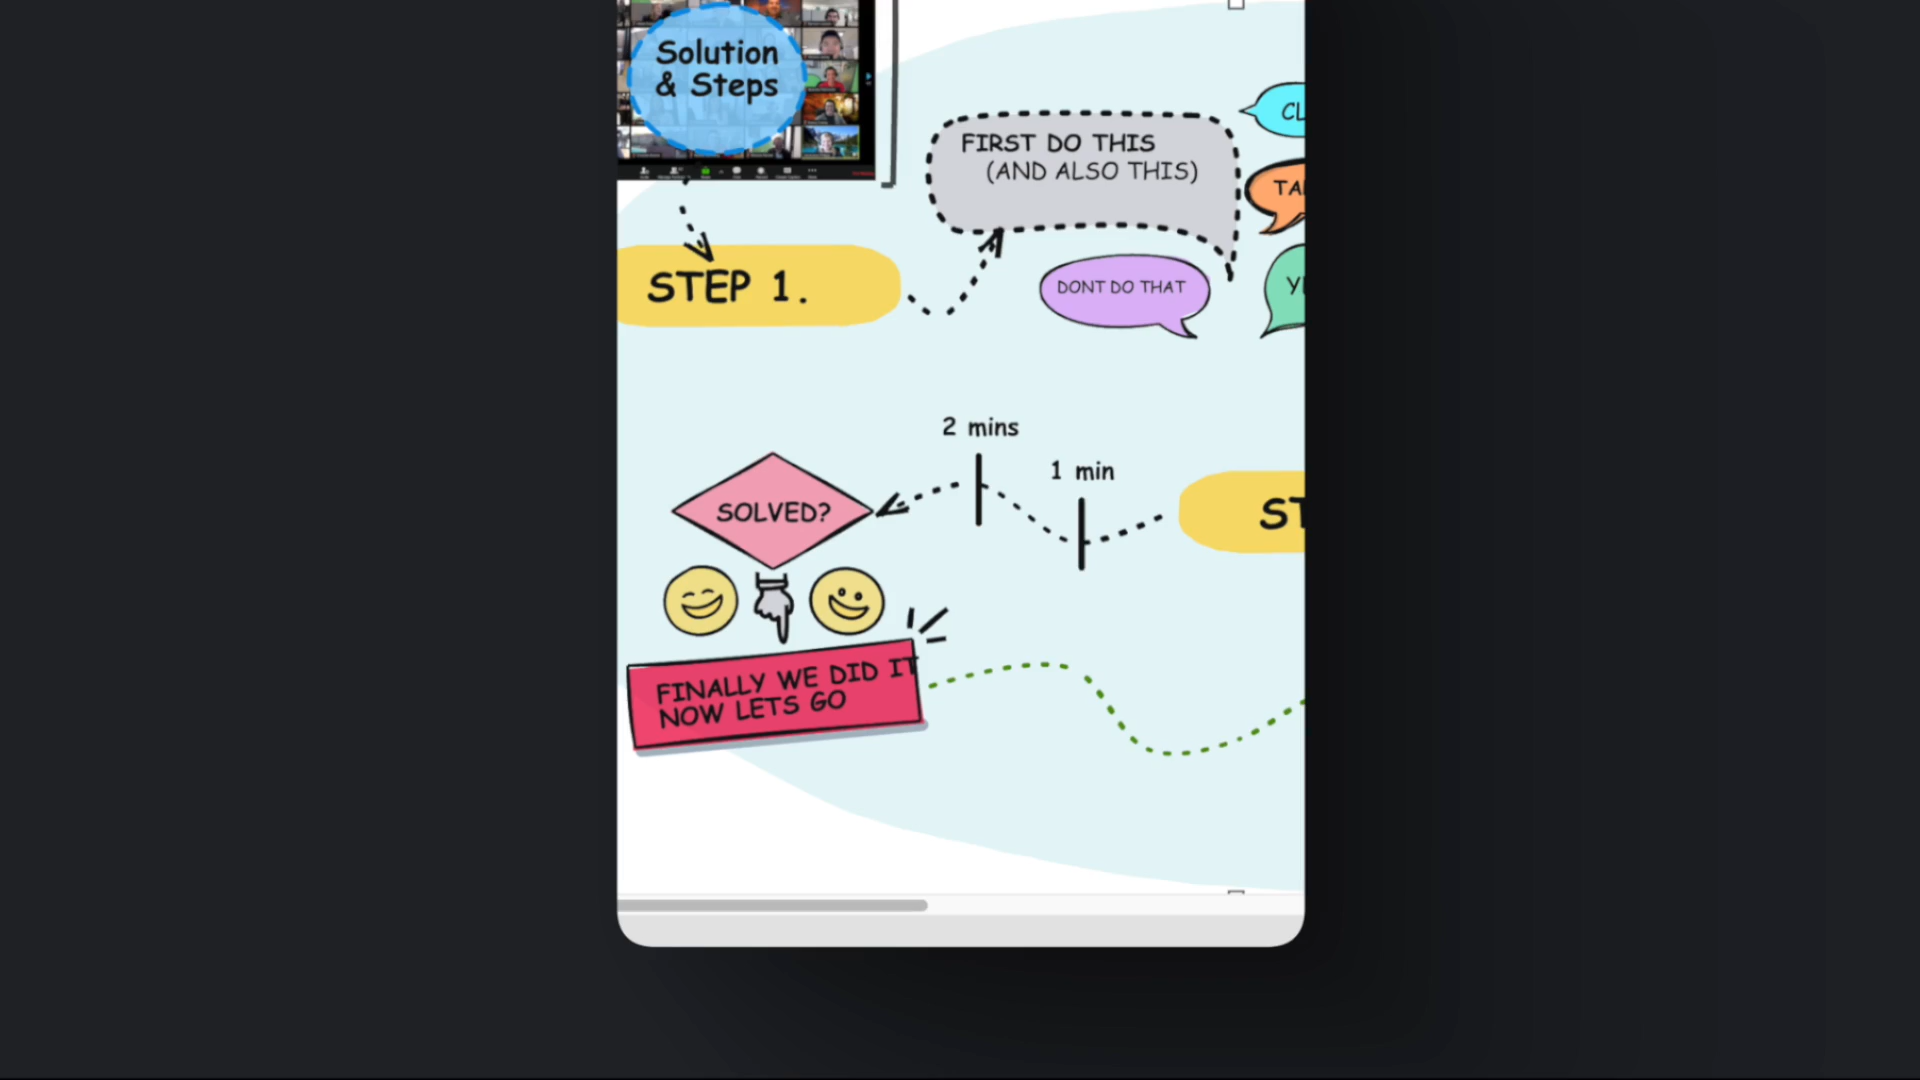 Solution
& Steps
FIRST DO THIS
(AND ALSO THIS)
STEP 1.
DONT DO THAT
2 mins
1 min
SOLVED?
FINALLY WE DID IT
NOW LETS GO